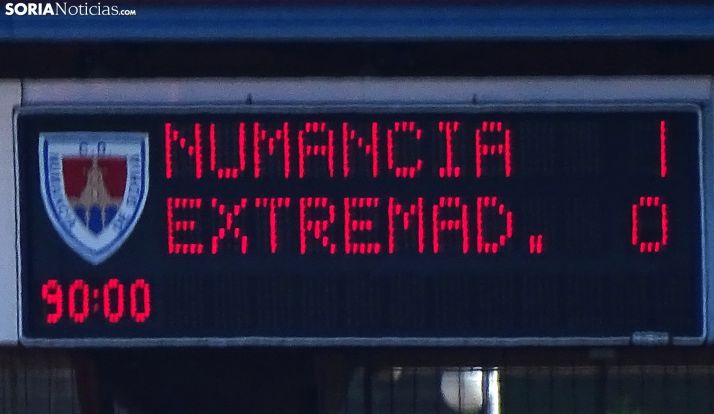 SORIANoticias.com
NUMANCIA 1
EXTREMAD. 0
90:00